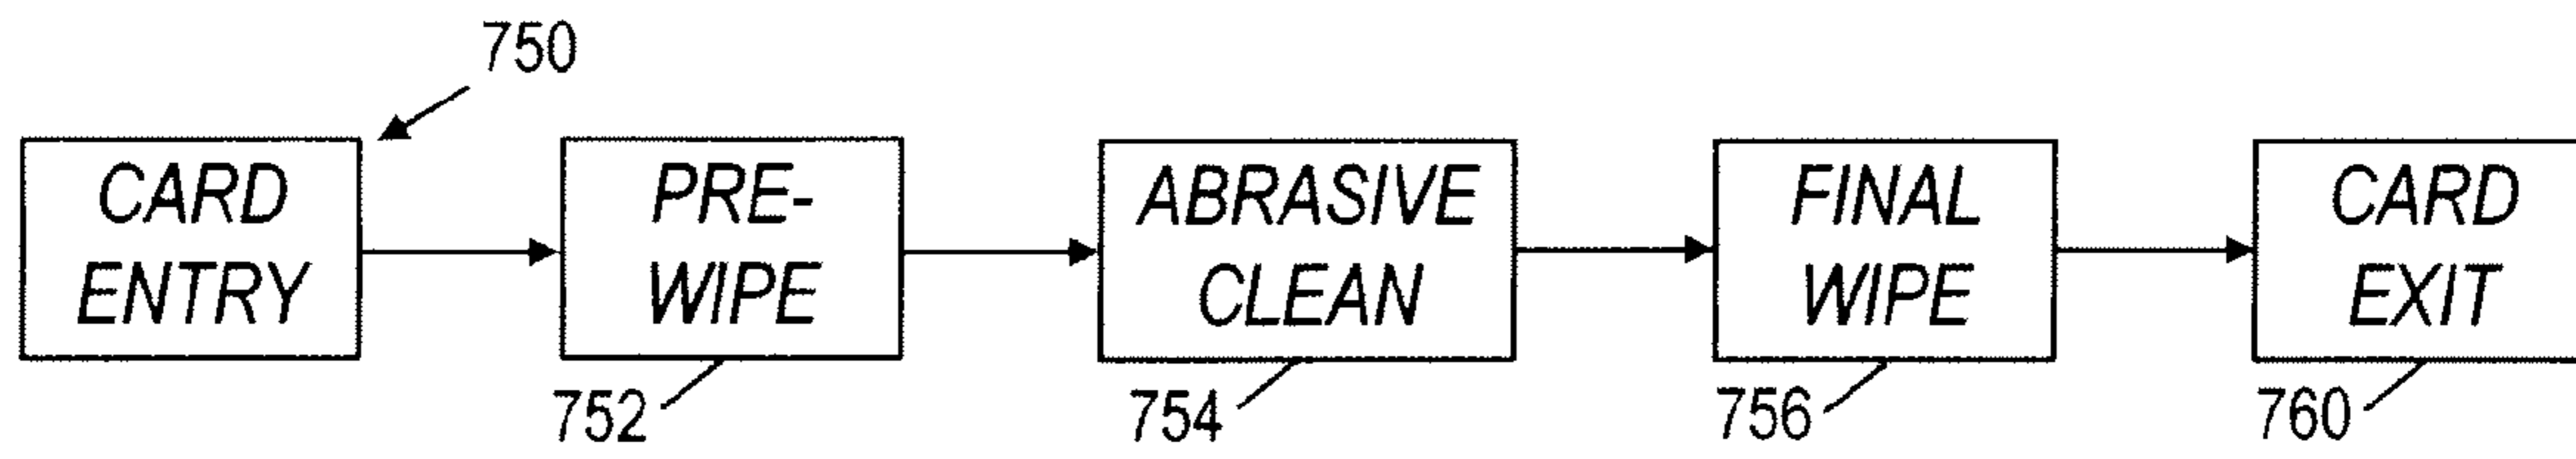 750
CARD
ENTRY
PRE-
WIPE
ABRASIVE
CLEAN
FINAL
WIPE
CARD
EXIT
752
754
756
760